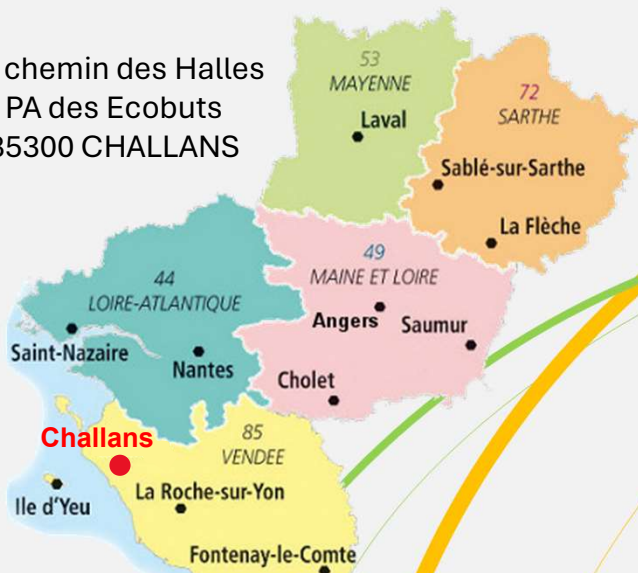 chemin des Halles
PA des Ecobuts
85300 CHALLANS
53
MAYENNE
Laval
72
SARTHE
Sablé-sur-Sarthe
La Flèche
44
LOIRE-ATLANTIQUE
Saint-Nazaire
Nantes
49
MAINE ET LOIRE
Angers
Saumur
Cholet
Challans
85
VENDEE
Ile d'Yeu
La Roche-sur-Yon
Fontenay-le-Comte